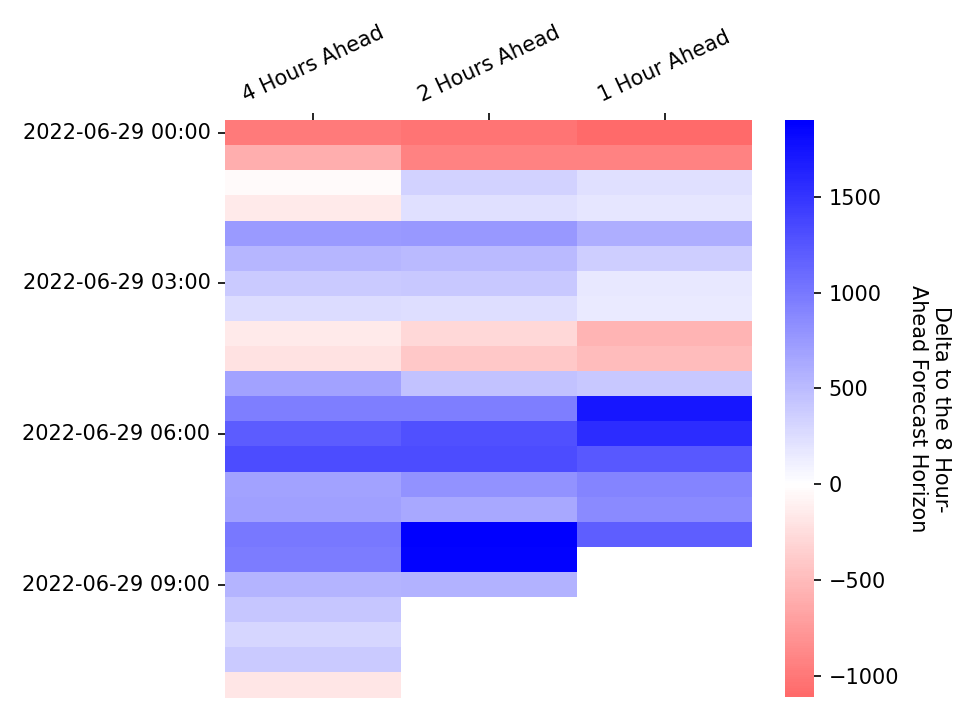 4 Hours Ahead
2 Hours Ahead
1 Hour Ahead
2022-06-29 00:00
2022-06-29 03:00
2022-06-29 06:00
2022-06-29 09:00
1500
1000
500
0
−500
−1000
Delta to the 8 Hour-
Ahead Forecast Horizon